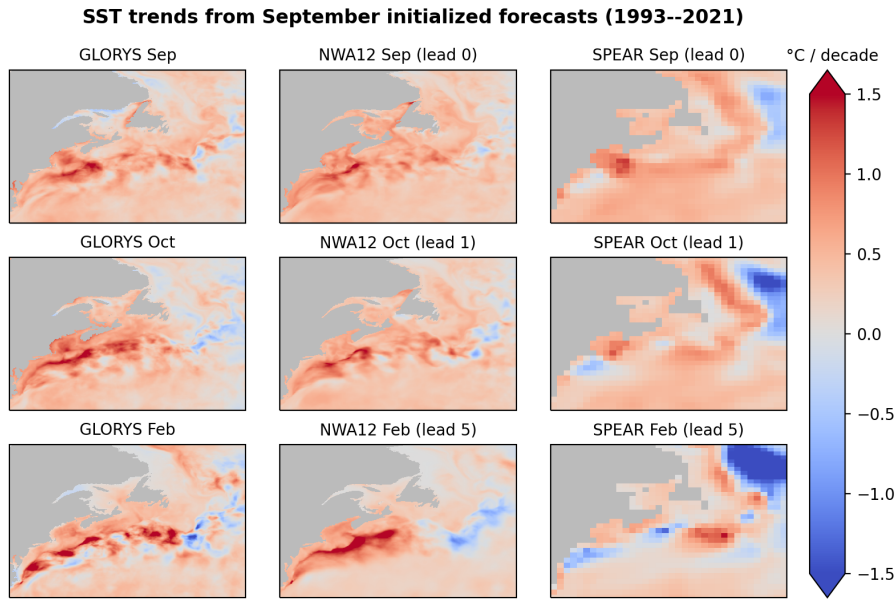 SST trends from September initialized forecasts (1993--2021)
GLORYS Sep
NWA12 Sep (lead 0)
SPEAR Sep (lead 0)
°C / decade
GLORYS Oct
NWA12 Oct (lead 1)
SPEAR Oct (lead 1)
GLORYS Feb
NWA12 Feb (lead 5)
SPEAR Feb (lead 5)
1.5
1.0
0.5
0.0
−0.5
−1.0
−1.5